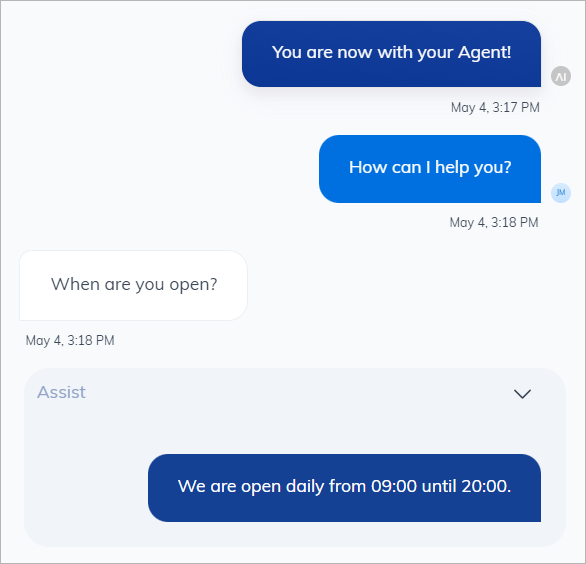 You are now with your Agent!
AI
May 4, 3:17 PM
How can I help you?
JM
May 4, 3:18 PM
When are you open?
May 4, 3:18 PM
Assist
We are open daily from 09:00 until 20:00.